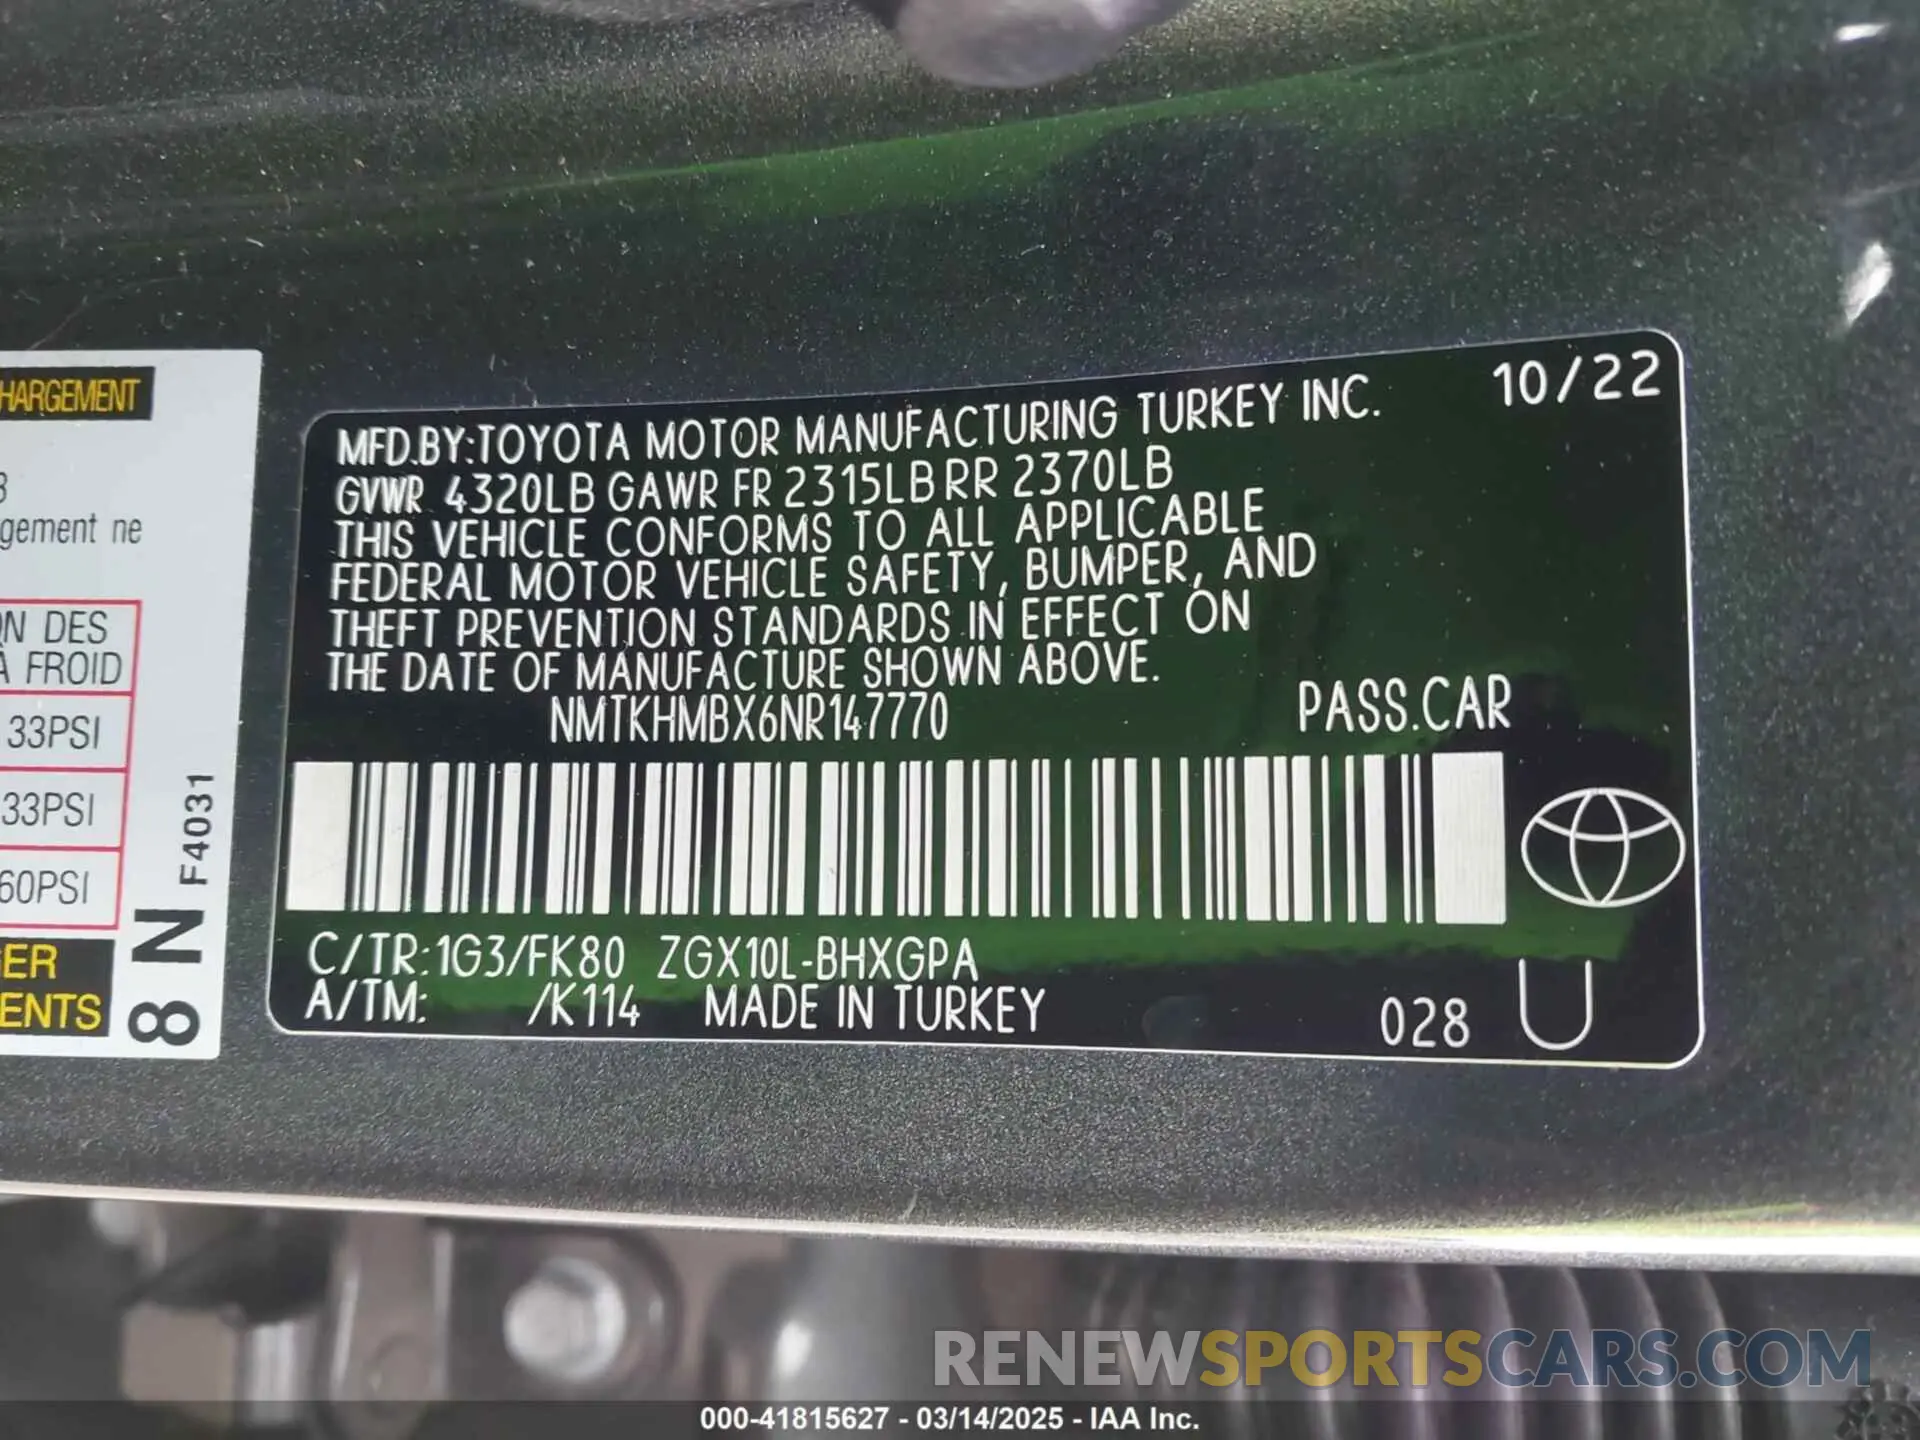 HARGEMENT
gement ne
ON DES
À FROID
33PSI
33PSI
60PSI
GER
ENTS
8 N
F4031
10/22
MFD.BY:TOYOTA MOTOR MANUFACTURING TURKEY INC.
GVWR 4320LB GAWR FR 2315LB RR 2370LB
THIS VEHICLE CONFORMS TO ALL APPLICABLE
FEDERAL MOTOR VEHICLE SAFETY, BUMPER, AND
THEFT PREVENTION STANDARDS IN EFFECT ON
THE DATE OF MANUFACTURE SHOWN ABOVE.
NMTKHMBX6NR147770 PASS.CAR
C/TR:1G3/FK80 ZGX10L-BHXGPA
A/TM: /K114 MADE IN TURKEY
028 U
RENEWSPORTSCARS.COM
000-41815627 - 03/14/2025 - IAA Inc.